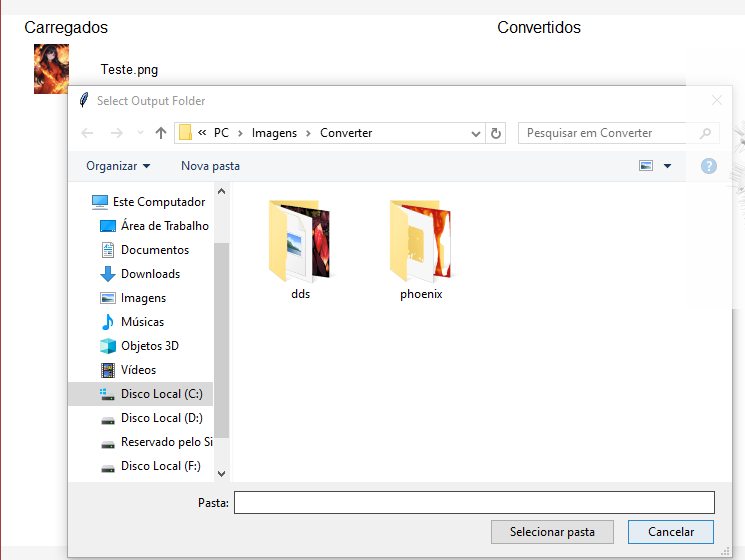 Carregados
Convertidos
Teste.png
Select Output Folder
« PC > Imagens > Converter
Pesquisar em Converter
Organizar
Nova pasta
?
Este Computador
Área de Trabalho
Documentos
Downloads
Imagens
Músicas
Objetos 3D
Vídeos
Disco Local (C:)
Disco Local (D:)
Reservado pelo Si
Disco Local (F:)
dds
phoenix
Pasta:
Selecionar pasta
Cancelar